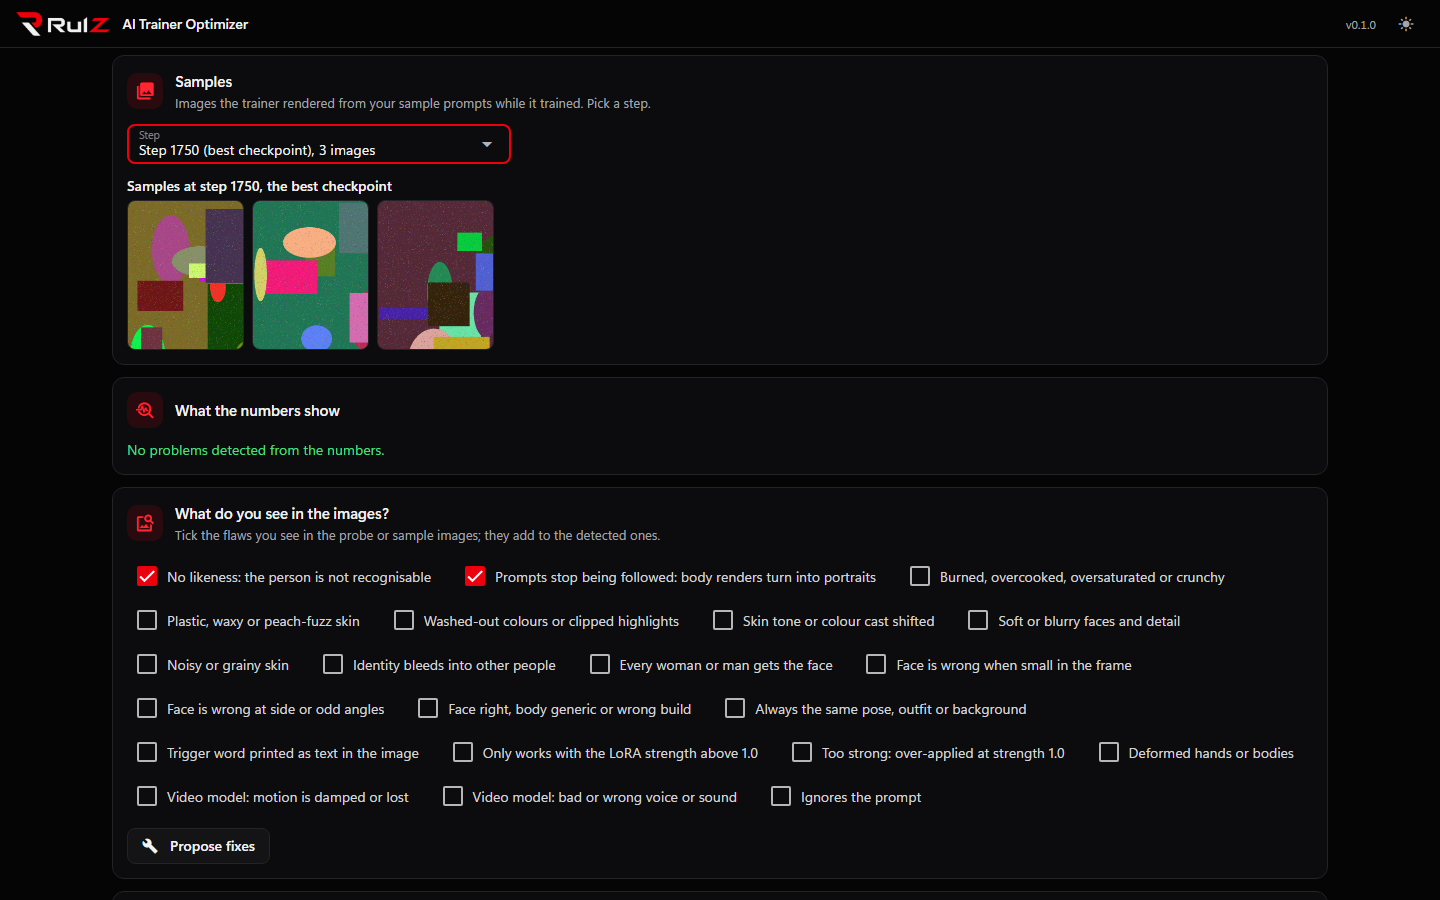 RulZ AI Trainer Optimizer v0.1.0
Samples
Images the trainer rendered from your sample prompts while it trained. Pick a step.
Step
Step 1750 (best checkpoint), 3 images
Samples at step 1750, the best checkpoint
What the numbers show
No problems detected from the numbers.
What do you see in the images?
Tick the flaws you see in the probe or sample images; they add to the detected ones.
No likeness: the person is not recognisable Prompts stop being followed: body renders turn into portraits Burned, overcooked, oversaturated or crunchy
Plastic, waxy or peach-fuzz skin Washed-out colours or clipped highlights Skin tone or colour cast shifted Soft or blurry faces and detail
Noisy or grainy skin Identity bleeds into other people Every woman or man gets the face Face is wrong when small in the frame
Face is wrong at side or odd angles Face right, body generic or wrong build Always the same pose, outfit or background
Trigger word printed as text in the image Only works with the LoRA strength above 1.0 Too strong: over-applied at strength 1.0 Deformed hands or bodies
Video model: motion is damped or lost Video model: bad or wrong voice or sound Ignores the prompt
Propose fixes